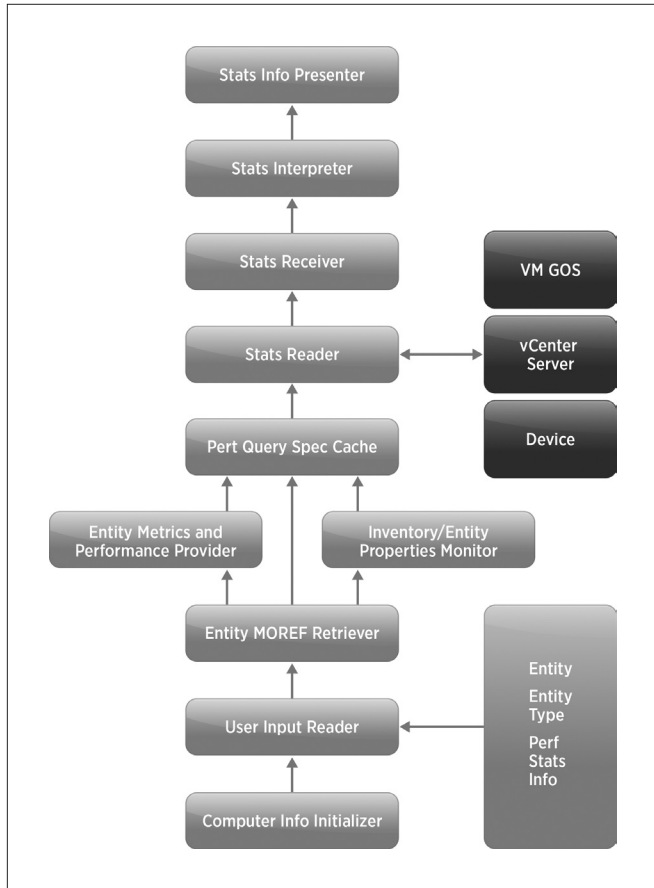 Stats Info Presenter
Stats Interpreter
Stats Receiver
VM GOS
Stats Reader
vCenter
Server
Pert Query Spec Cache
Device
Entity Metrics and
Performance Provider
Inventory/Entity
Properties Monitor
Entity MOREF Retriever
User Input Reader
Entity
Entity
Type
Perf
Stats
Info
Computer Info Initializer